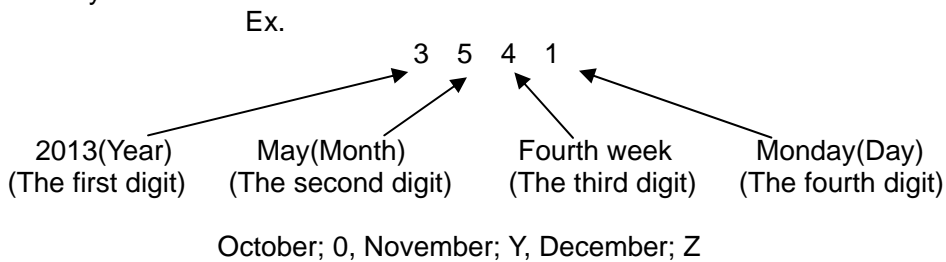 Ex.
3 5 4 1
2013(Year) May(Month) Fourth week Monday(Day)
(The first digit) (The second digit) (The third digit) (The fourth digit)
October; 0, November; Y, December; Z